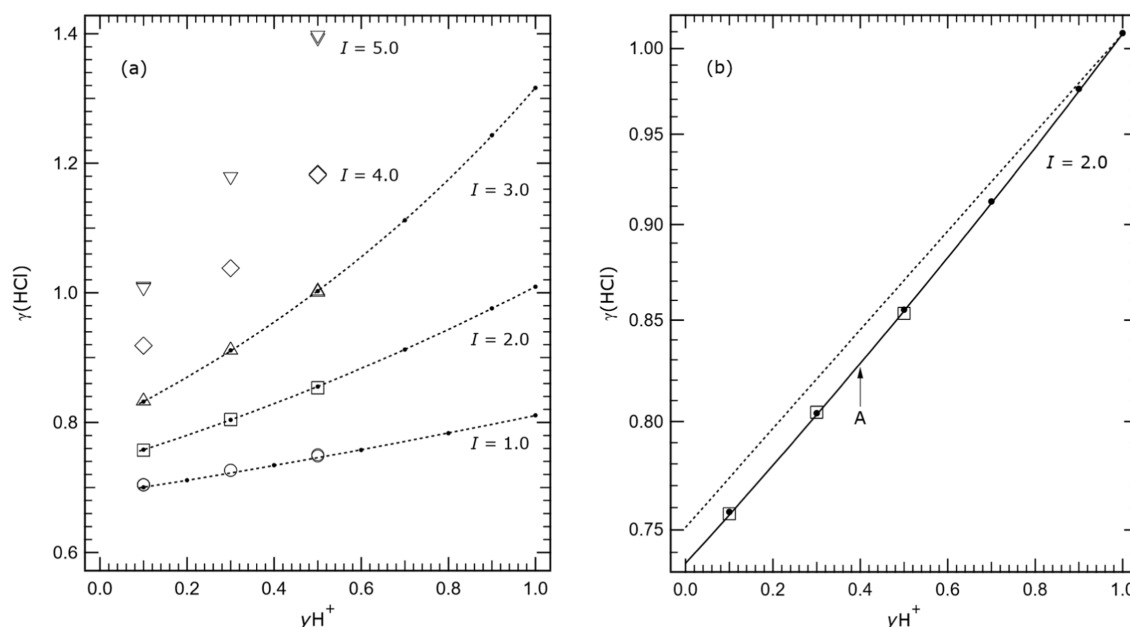 (a)
I = 5.0
I = 4.0
I = 3.0
I = 2.0
I = 1.0
γ(HCl)
1.4
1.2
1.0
0.8
0.6
0.0 0.2 0.4 0.6 0.8 1.0
yH+
(b)
I = 2.0
A
γ(HCl)
1.00
0.95
0.90
0.85
0.80
0.75
0.0 0.2 0.4 0.6 0.8 1.0
yH+